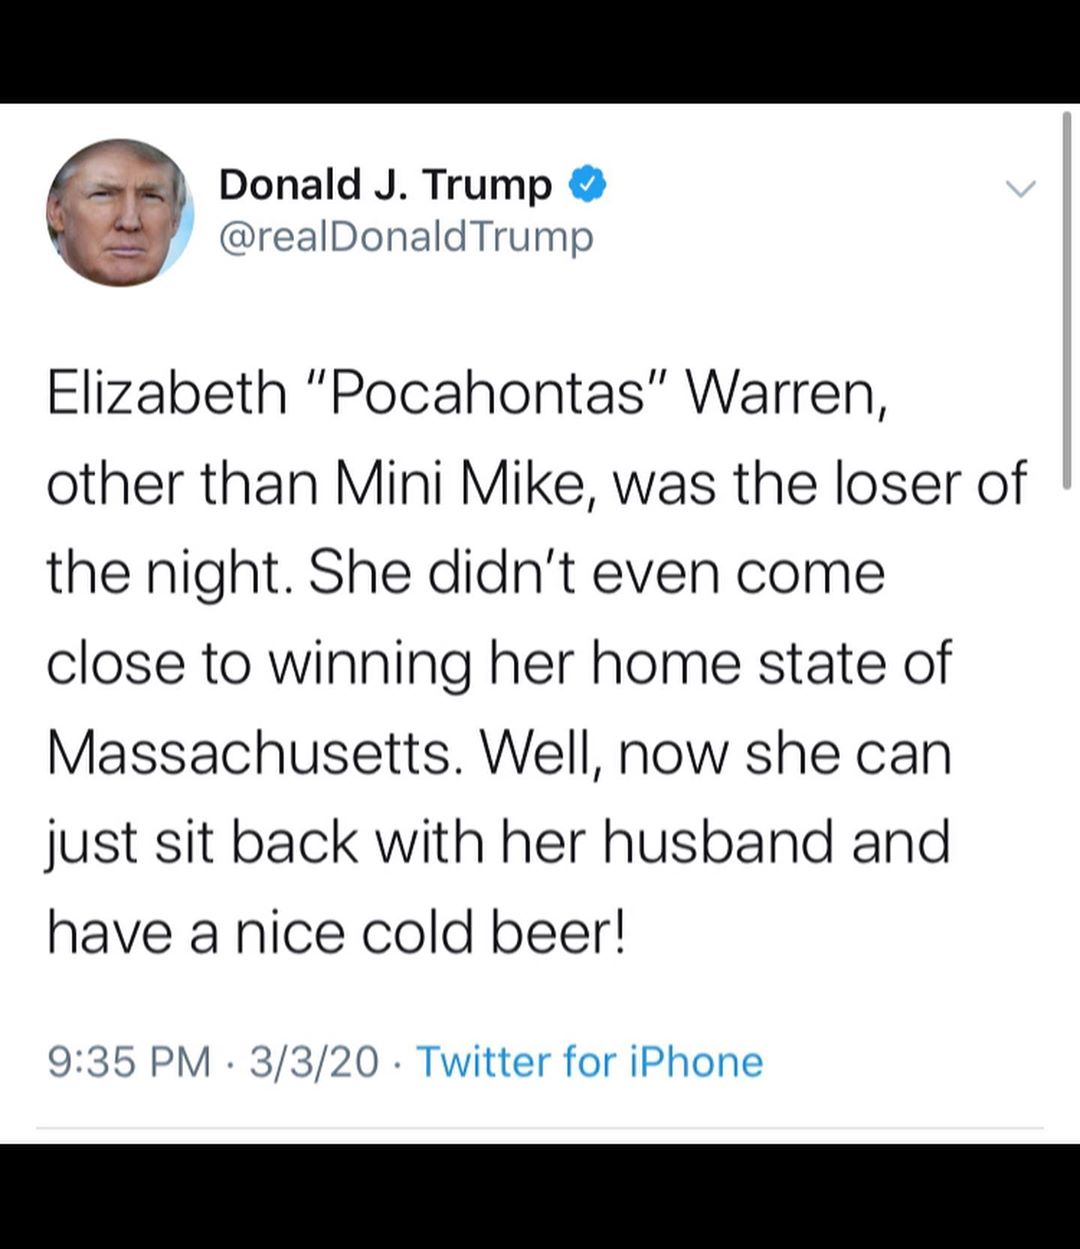 Donald J. Trump
@realDonaldTrump
Elizabeth "Pocahontas" Warren,
other than Mini Mike, was the loser of
the night. She didn't even come
close to winning her home state of
Massachusetts. Well, now she can
just sit back with her husband and
have a nice cold beer!
9:35 PM · 3/3/20 · Twitter for iPhone